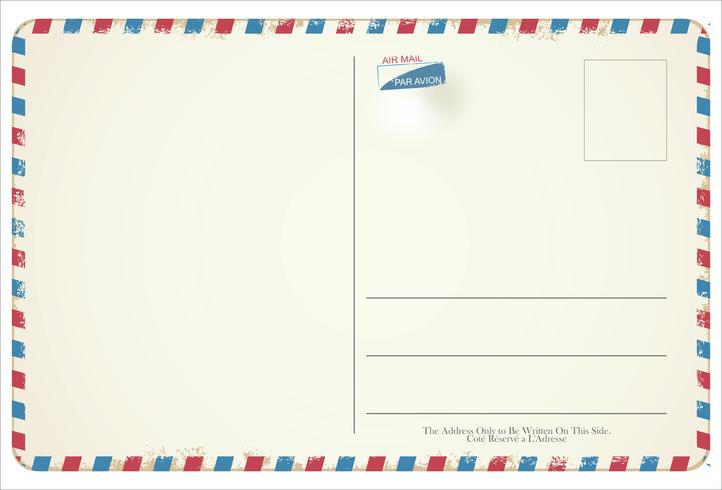 AIR MAIL
PAR AVION
The Address Only to Be Written On This Side.
Coté Réservé a L'Adresse